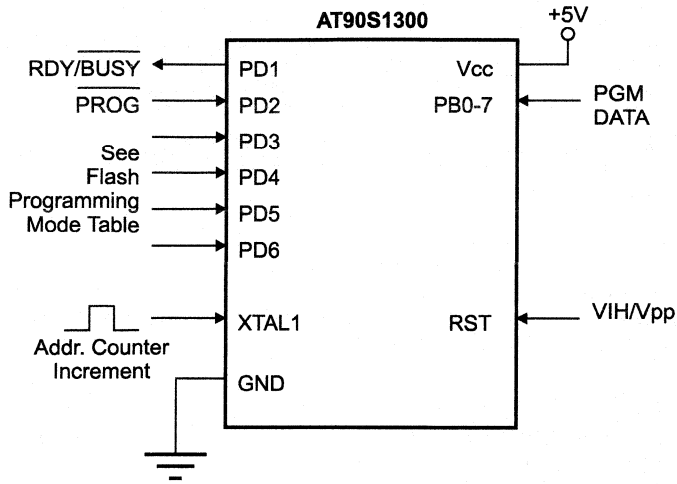 AT90S1300
+5V
RDY/BUSY
PD1
Vcc
PROG
PD2
PB0-7
PGM
DATA
PD3
See
Flash
Programming
Mode Table
PD4
PD5
PD6
XTAL1
RST
VIH/Vpp
Addr. Counter
Increment
GND